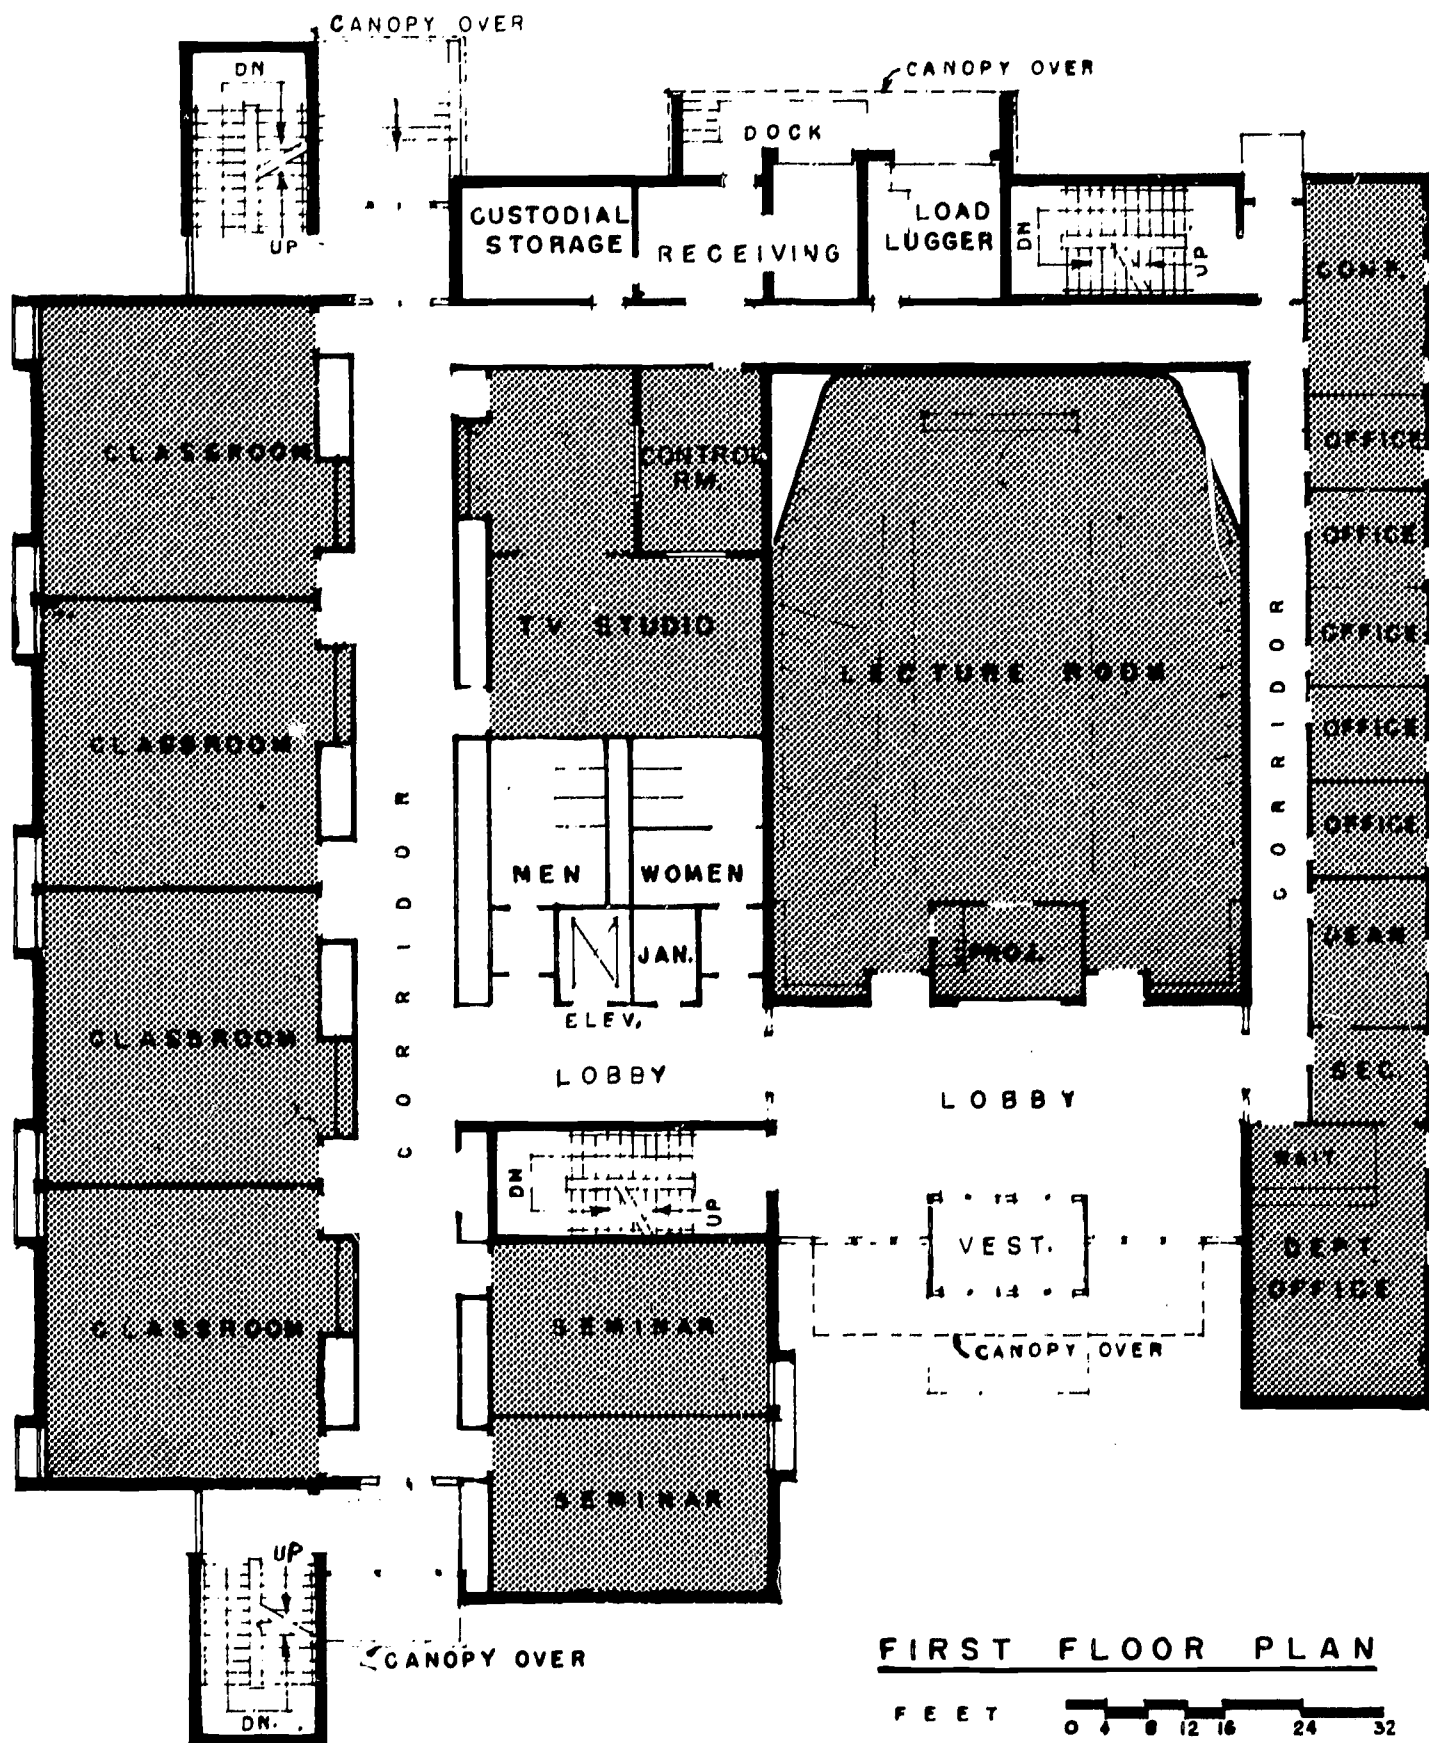 CANOPY OVER
DN
CANOPY OVER
DOCK
UP
CUSTODIAL
STORAGE
RECEIVING
LOAD
LUGGER
DN
UP
CONF.
CLASSROOM
CONTROL
RM.
OFFICE
OFFICE
TV STUDIO
OFFICE
LECTURE ROOM
CORRIDOR
CLASSROOM
OFFICE
CORRIDOR
MEN
WOMEN
OFFICE
JAN.
PROJ.
DEAN
ELEV.
CLASSROOM
LOBBY
LOBBY
SEC.
DN
UP
WAIT
VEST.
DEPT.
OFFICE
CLASSROOM
SEMINAR
CANOPY OVER
SEMINAR
UP
CANOPY OVER
DN.
FIRST FLOOR PLAN
FEET
0 4 8 12 16 24 32